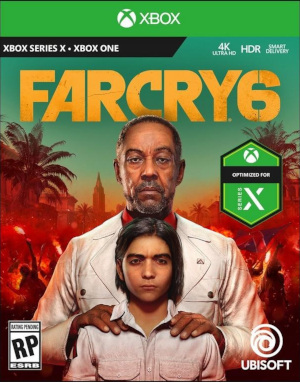 XBOX
XBOX SERIES X • XBOX ONE
4K
ULTRA HD
HDR
SMART
DELIVERY
FARCRY6
OPTIMIZED FOR
SERIES
X
RATING PENDING
RP
ESRB
UBISOFT